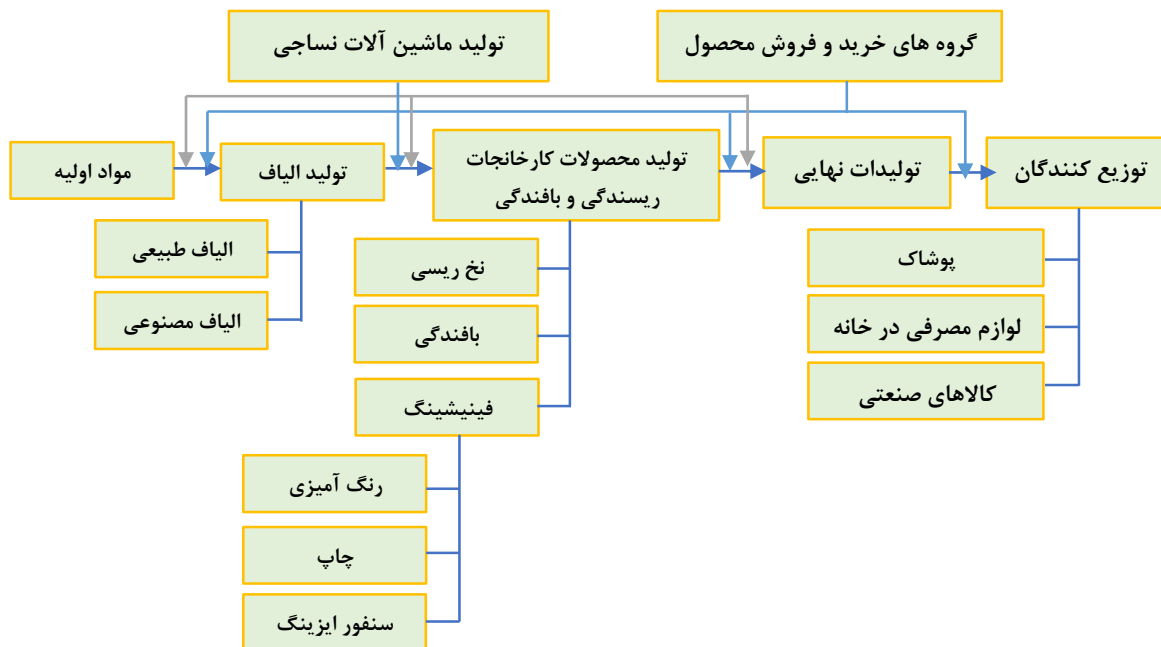 گروه های خرید و فروش محصول
تولید ماشین آلات نساجی
مواد اولیه
تولید الیاف
تولید محصولات کارخانجات
ریسندگی و بافندگی
تولیدات نهایی
توزیع کنندگان
الیاف طبیعی
الیاف مصنوعی
نخ ریسی
بافندگی
فینیشینگ
رنگ آمیزی
چاپ
سنفور ایزینگ
پوشاک
لوازم مصرفی در خانه
کالاهای صنعتی